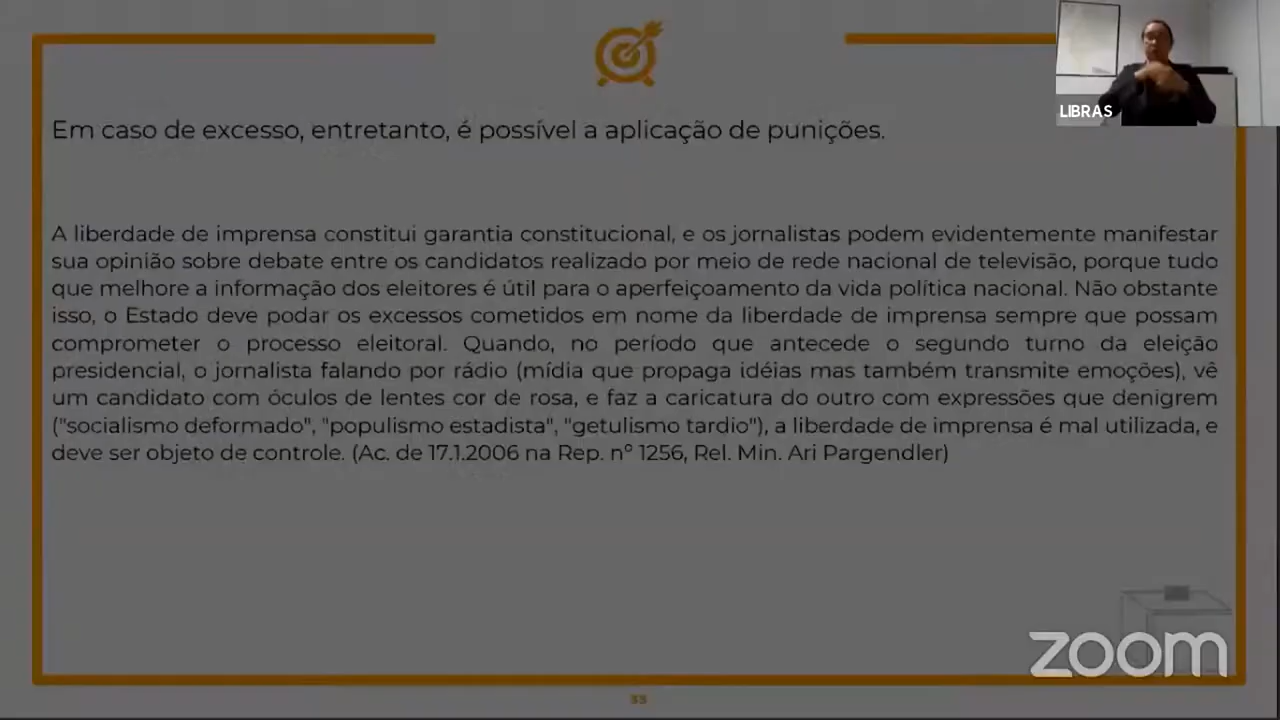 LIBRAS
Em caso de excesso, entretanto, é possível a aplicação de punições.
A liberdade de imprensa constitui garantia constitucional, e os jornalistas podem evidentemente manifestar
sua opinião sobre debate entre os candidatos realizado por meio de rede nacional de televisão, porque tudo
que melhore a informação dos eleitores é útil para o aperfeiçoamento da vida política nacional. Não obstante
isso, o Estado deve podar os excessos cometidos em nome da liberdade de imprensa sempre que possam
comprometer o processo eleitoral. Quando, no período que antecede o segundo turno da eleição
presidencial, o jornalista falando por rádio (mídia que propaga idéias mas também transmite emoções), vê
um candidato com óculos de lentes cor de rosa, e faz a caricatura do outro com expressões que denigrem
("socialismo deformado", "populismo estadista", "getulismo tardio"), a liberdade de imprensa é mal utilizada, e
deve ser objeto de controle. (Ac. de 17.1.2006 na Rep. nº 1256, Rel. Min. Ari Pargendler)
zoom
33